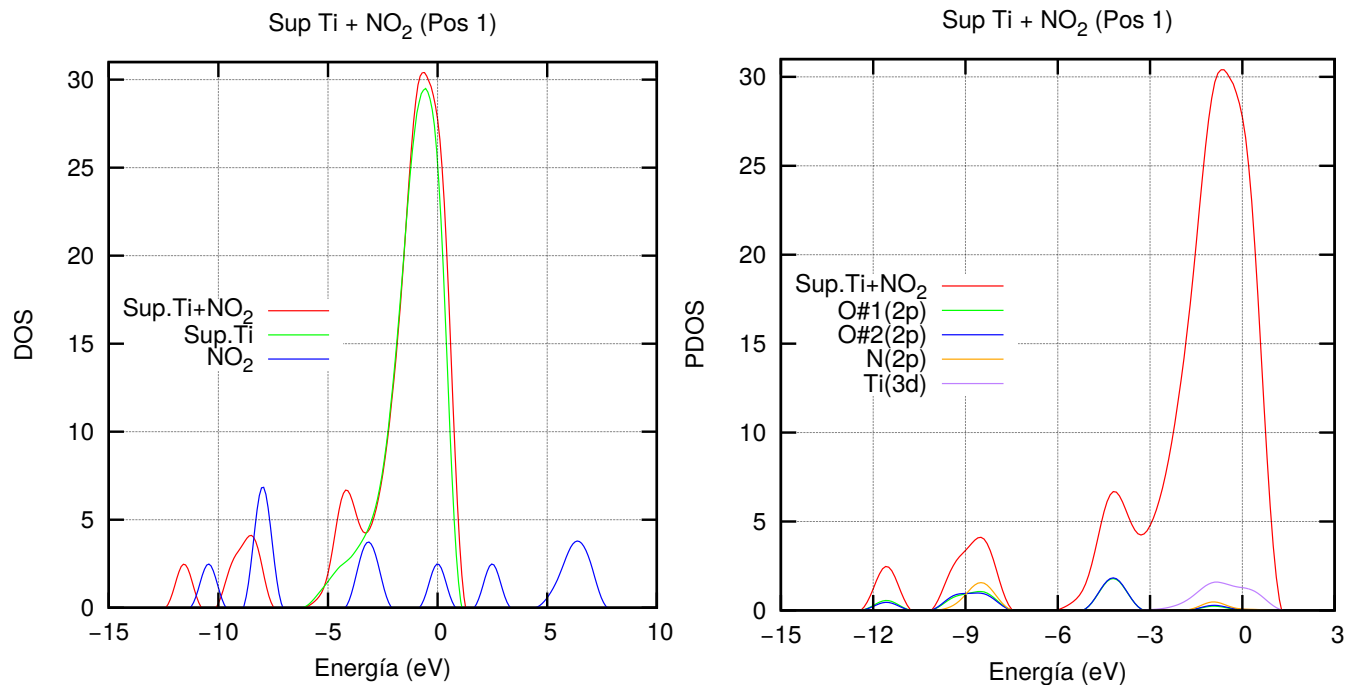 Sup Ti + NO₂ (Pos 1)
DOS
30
25
20
15
10
5
0
Sup.Ti+NO₂
Sup.Ti
NO₂
−15
−10
−5
0
5
10
Energía (eV)
Sup Ti + NO₂ (Pos 1)
PDOS
30
25
20
15
10
5
0
Sup.Ti+NO₂
O#1(2p)
O#2(2p)
N(2p)
Ti(3d)
−15
−12
−9
−6
−3
0
3
Energía (eV)